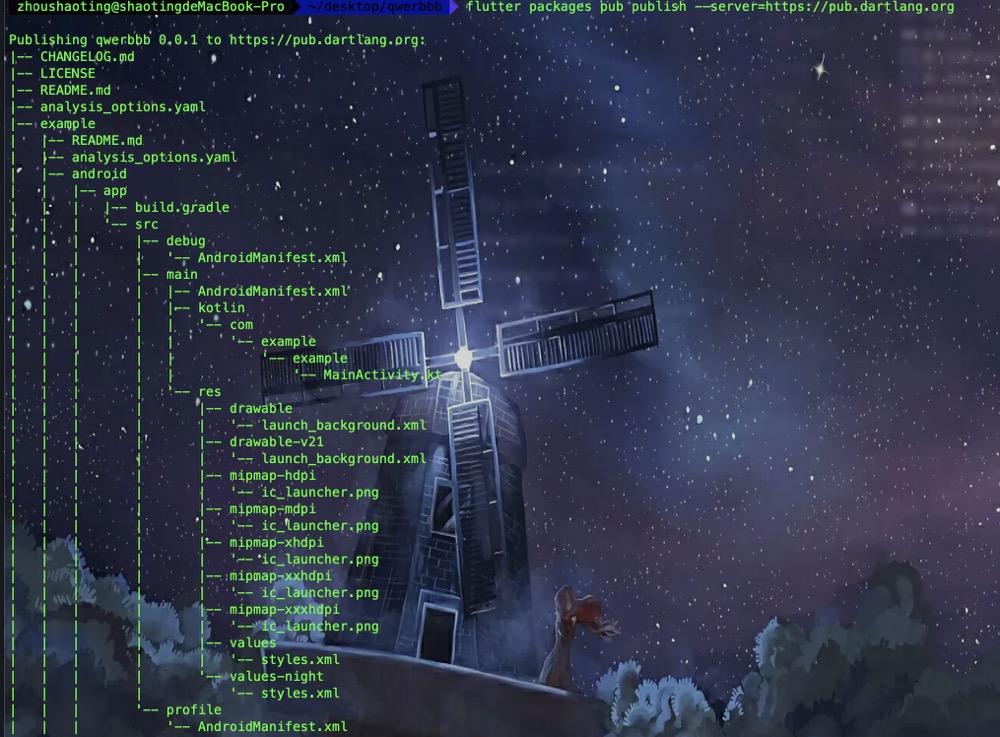 zhoushaoting@shaotingdeMacBook-Pro ~/desktop/qwerbbb flutter packages pub publish --server=https://pub.dartlang.org
Publishing qwerbbb 0.0.1 to https://pub.dartlang.org:
|-- CHANGELOG.md
|-- LICENSE
|-- README.md
|-- analysis_options.yaml
|-- example
|   |-- README.md
|   |-- analysis_options.yaml
|   |-- android
|   |   |-- app
|   |   |   |-- build.gradle
|   |   |   '-- src
|   |   |       |-- debug
|   |   |       |   '-- AndroidManifest.xml
|   |   |       |-- main
|   |   |       |   |-- AndroidManifest.xml
|   |   |       |   |-- kotlin
|   |   |       |   |   '-- com
|   |   |       |   |       '-- example
|   |   |       |   |           '-- example
|   |   |       |   |               '-- MainActivity.kt
|   |   |       |   '-- res
|   |   |       |       |-- drawable
|   |   |       |       |   '-- launch_background.xml
|   |   |       |       |-- drawable-v21
|   |   |       |       |   '-- launch_background.xml
|   |   |       |       |-- mipmap-hdpi
|   |   |       |       |   '-- ic_launcher.png
|   |   |       |       |-- mipmap-mdpi
|   |   |       |       |   '-- ic_launcher.png
|   |   |       |       |-- mipmap-xhdpi
|   |   |       |       |   '-- ic_launcher.png
|   |   |       |       |-- mipmap-xxhdpi
|   |   |       |       |   '-- ic_launcher.png
|   |   |       |       |-- mipmap-xxxhdpi
|   |   |       |       |   '-- ic_launcher.png
|   |   |       |       |-- values
|   |   |       |       |   '-- styles.xml
|   |   |       |       '-- values-night
|   |   |       |           '-- styles.xml
|   |   |       '-- profile
|   |   |           '-- AndroidManifest.xml